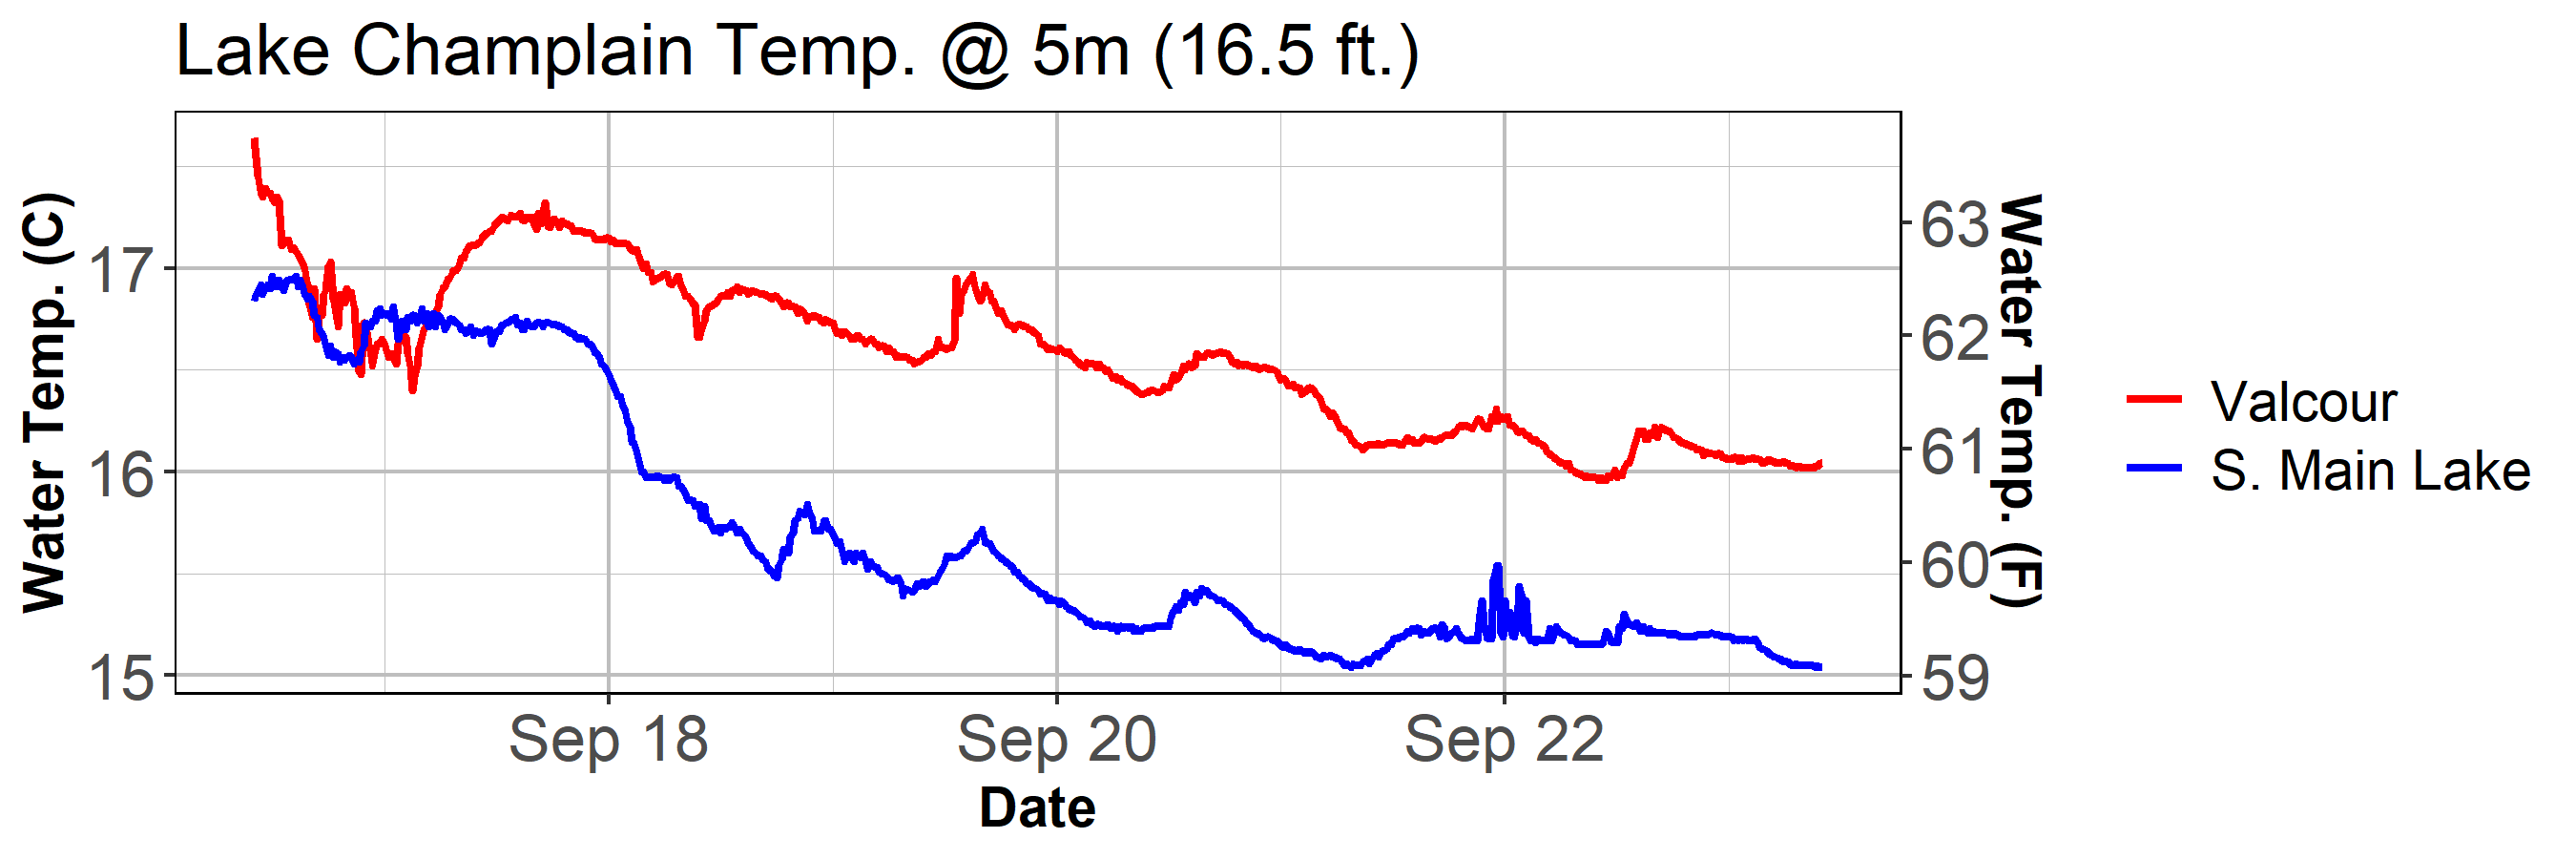 Lake Champlain Temp. @ 5m (16.5 ft.)
Water Temp. (C)
17
16
15
63
62
61
60
59
Water Temp. (F)
Sep 18
Sep 20
Sep 22
Date
Valcour
S. Main Lake